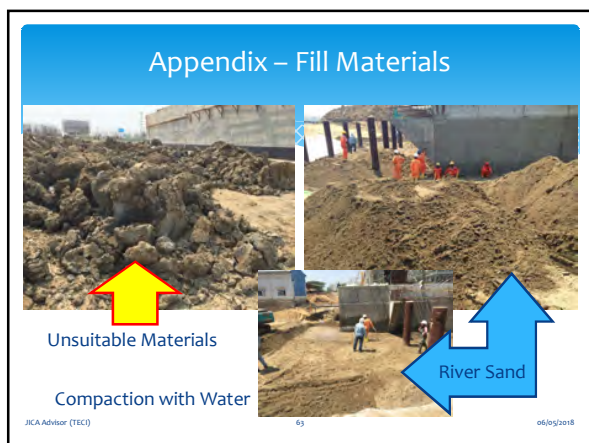 Appendix – Fill Materials
Unsuitable Materials
River Sand
Compaction with Water
JICA Advisor (TECI)
63
06/05/2018